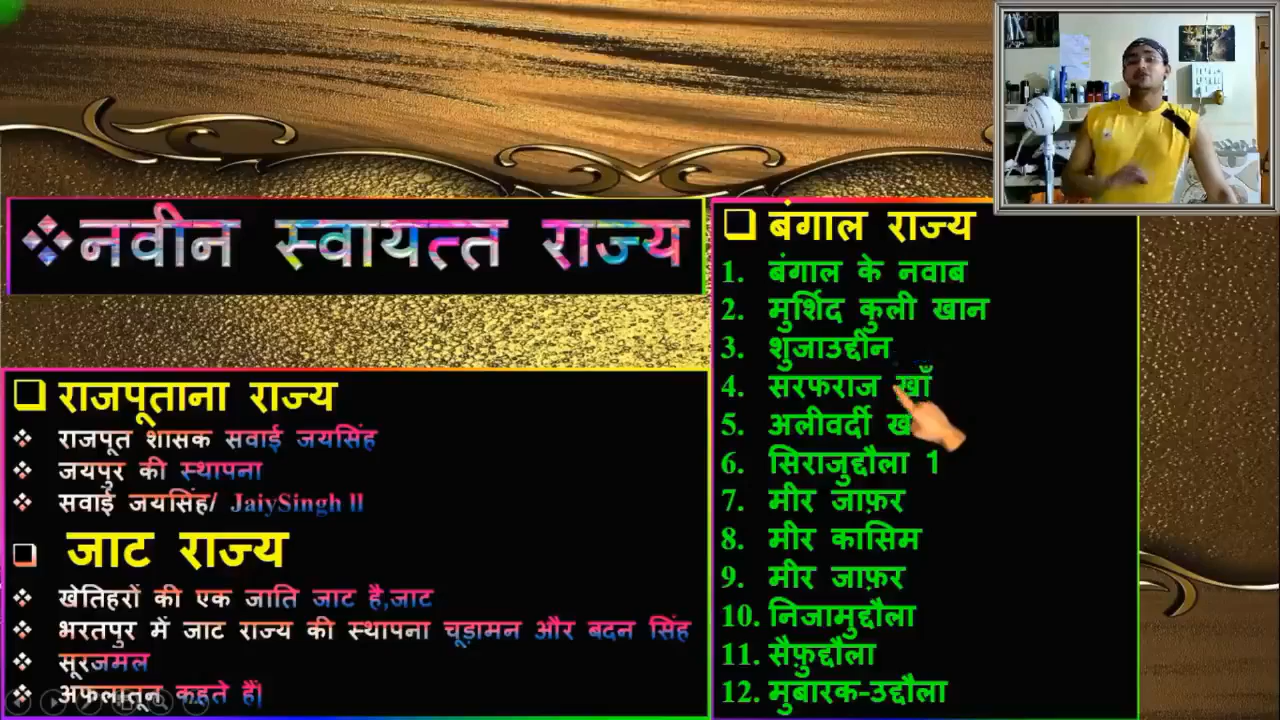 ❖नवीन स्वायत्त राज्य
❑ राजपूताना राज्य
❖ राजपूत शासक सवाई जयसिंह
❖ जयपुर की स्थापना
❖ सवाई जयसिंह/ JaiySingh ll
❑ जाट राज्य
❖ खेतिहरों की एक जाति जाट है,जाट
❖ भरतपुर में जाट राज्य की स्थापना चूड़ामन और बदन सिंह
❖ सूरजमल
❖ अफलातून कहते हैं|
❑ बंगाल राज्य
1. बंगाल के नवाब
2. मुर्शिद कुली खान
3. शुजाउद्दीन
4. सरफराज खाँ
5. अलीवर्दी
6. सिराजुद्दौला 1
7. मीर जाफ़र
8. मीर कासिम
9. मीर जाफ़र
10. निजामुद्दौला
11. सैफ़ुद्दौला
12. मुबारक-उद्दौला